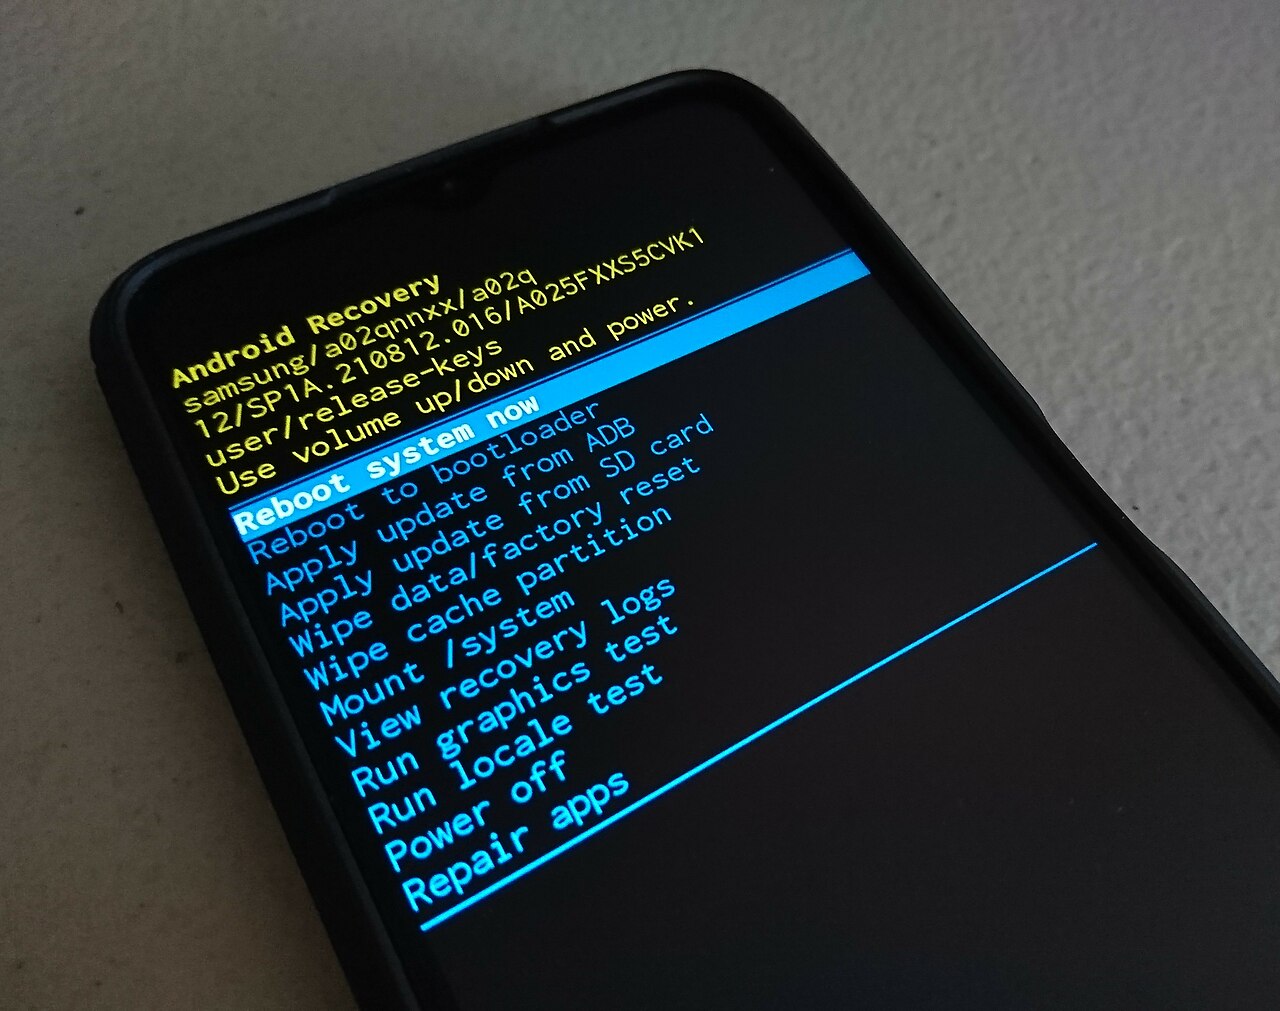 Android Recovery
samsung/a02qnnxx/a02q
12/SP1A.210812.016/A025FXXS5CVK1
user/release-keys
Use volume up/down and power.
Reboot system now
Reboot to bootloader
Apply update from ADB
Apply update from SD card
Wipe data/factory reset
Wipe cache partition
Mount /system
View recovery logs
Run graphics test
Run locale test
Power off
Repair apps